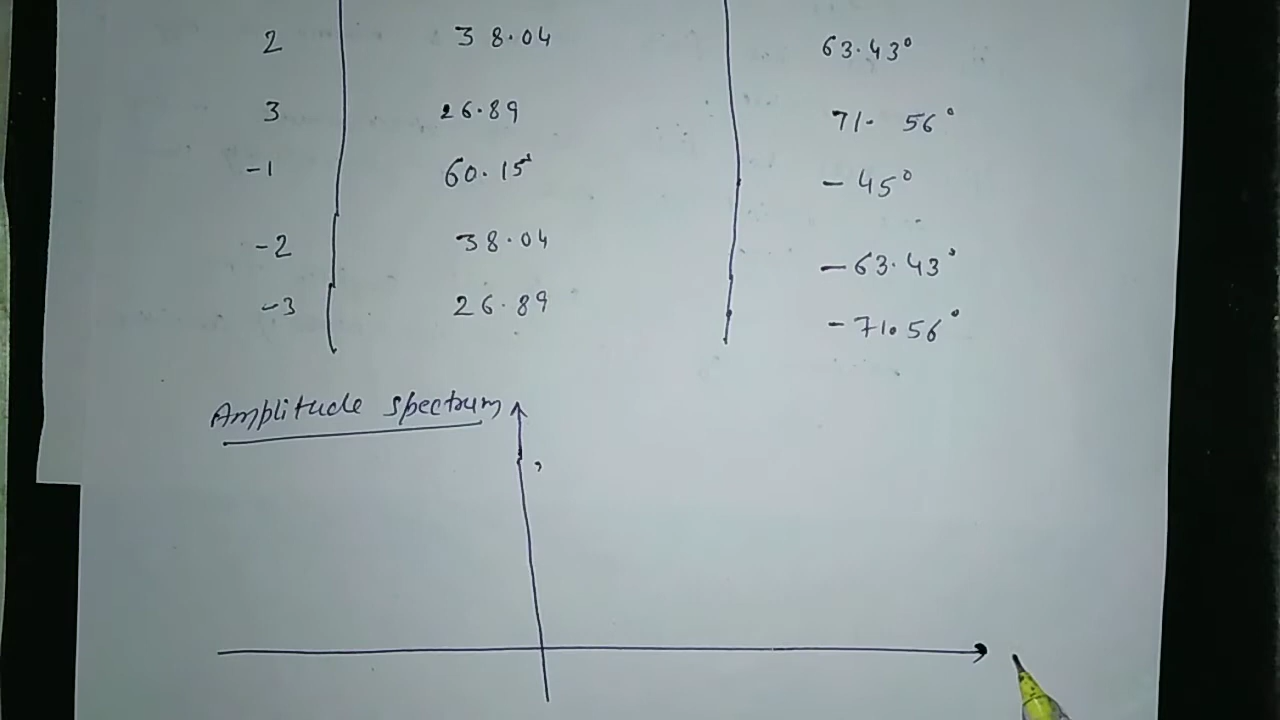 2 38.04 63.43°
3 26.89 71.56°
-1 60.15 -45°
-2 38.04 -63.43°
-3 26.89 -71.56°
Amplitude spectrum